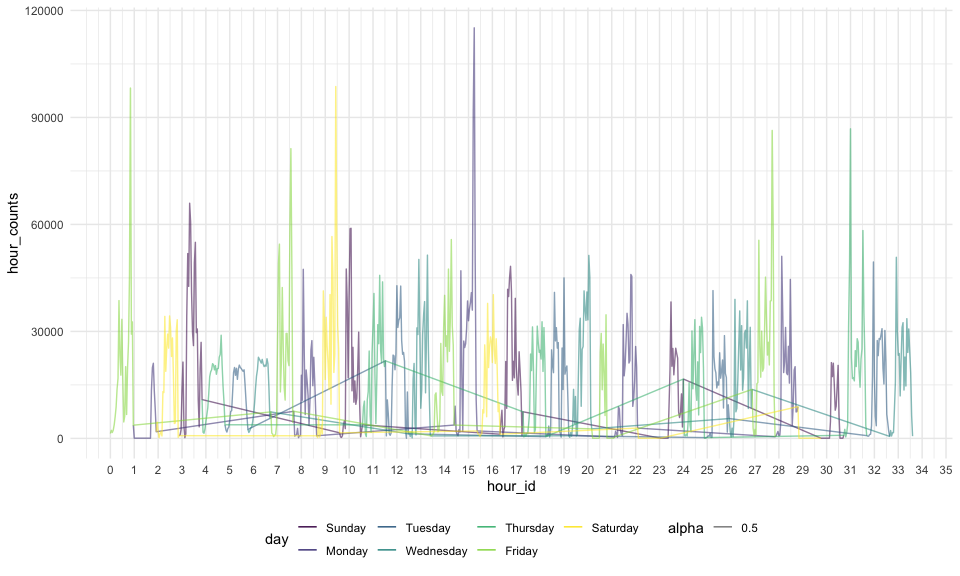 120000
90000
60000
30000
0
hour_counts
0 1 2 3 4 5 6 7 8 9 10 11 12 13 14 15 16 17 18 19 20 21 22 23 24 25 26 27 28 29 30 31 32 33 34 35
hour_id
day
Sunday Tuesday Thursday Saturday
Monday Wednesday Friday
alpha 0.5